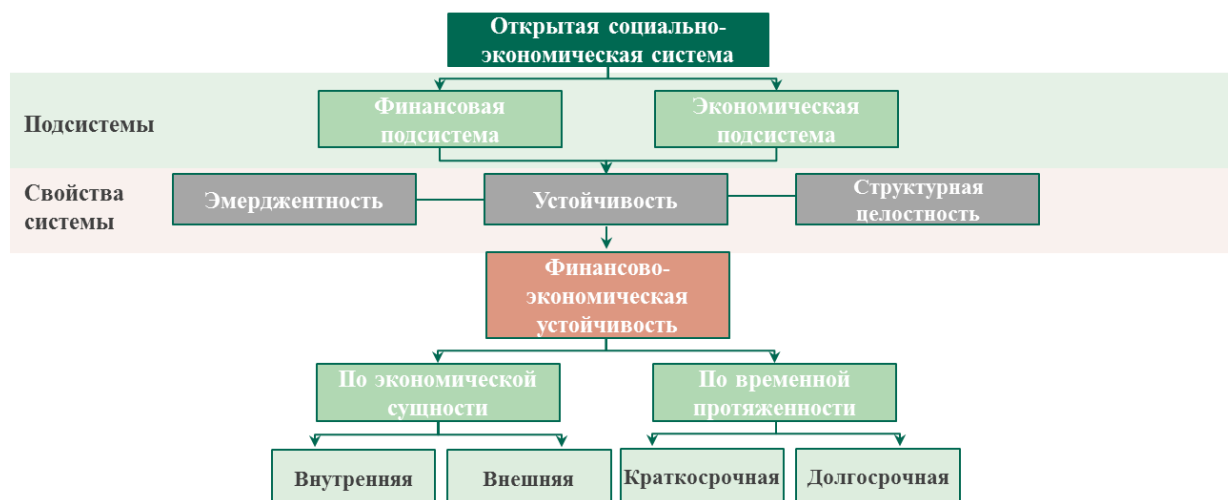 Открытая социально-
экономическая система
Подсистемы
Финансовая
подсистема
Экономическая
подсистема
Свойства
системы
Эмерджентность
Устойчивость
Структурная
целостность
Финансово-
экономическая
устойчивость
По экономической
сущности
По временной
протяженности
Внутренняя
Внешняя
Краткосрочная
Долгосрочная